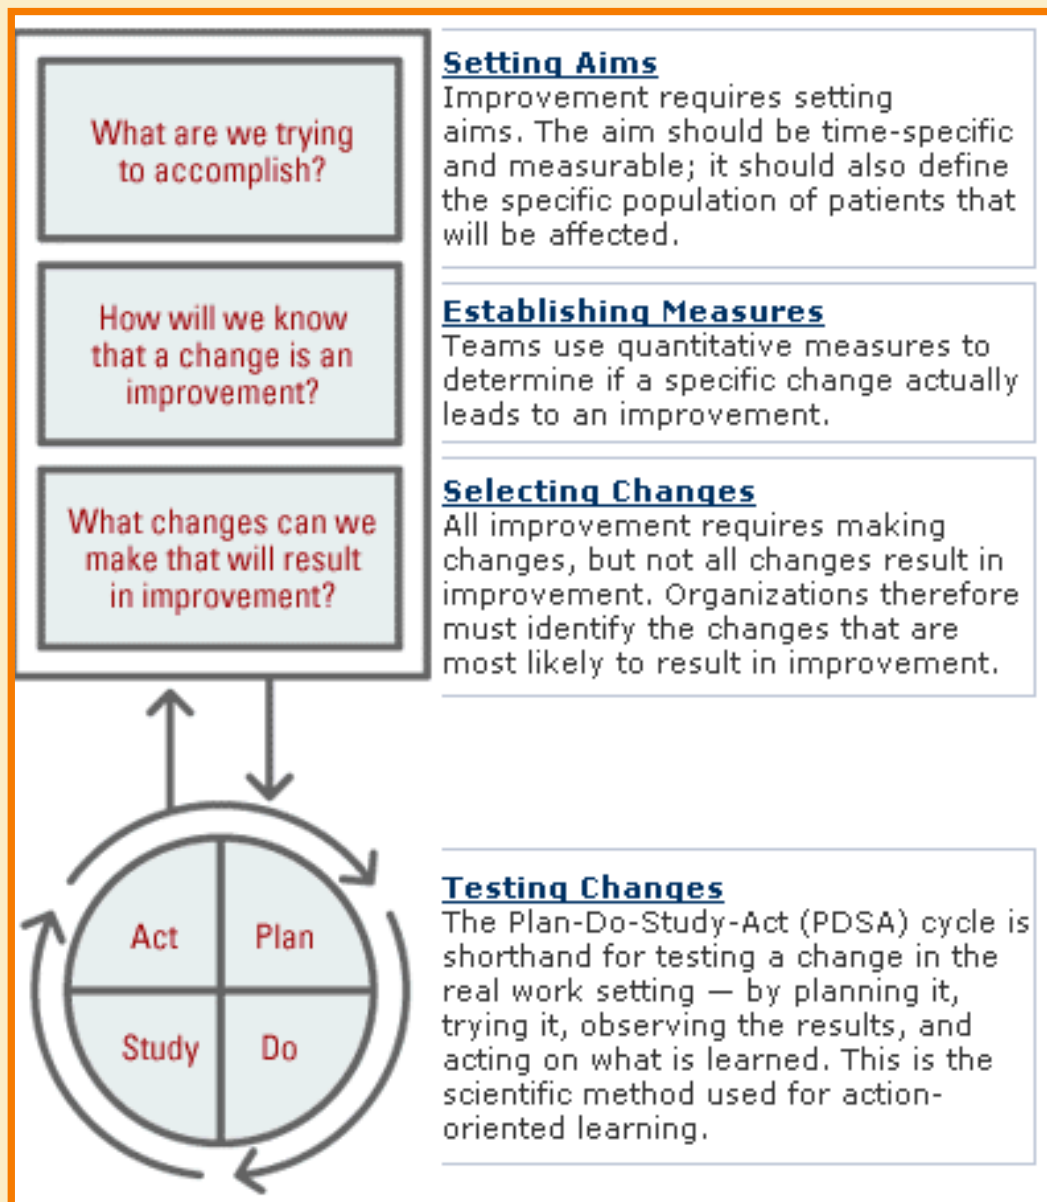 What are we trying
to accomplish?
Setting Aims
Improvement requires setting
aims. The aim should be time-specific
and measurable; it should also define
the specific population of patients that
will be affected.
How will we know
that a change is an
improvement?
Establishing Measures
Teams use quantitative measures to
determine if a specific change actually
leads to an improvement.
What changes can we
make that will result
in improvement?
Selecting Changes
All improvement requires making
changes, but not all changes result in
improvement. Organizations therefore
must identify the changes that are
most likely to result in improvement.
Act
Plan
Study
Do
Testing Changes
The Plan-Do-Study-Act (PDSA) cycle is
shorthand for testing a change in the
real work setting — by planning it,
trying it, observing the results, and
acting on what is learned. This is the
scientific method used for action-
oriented learning.